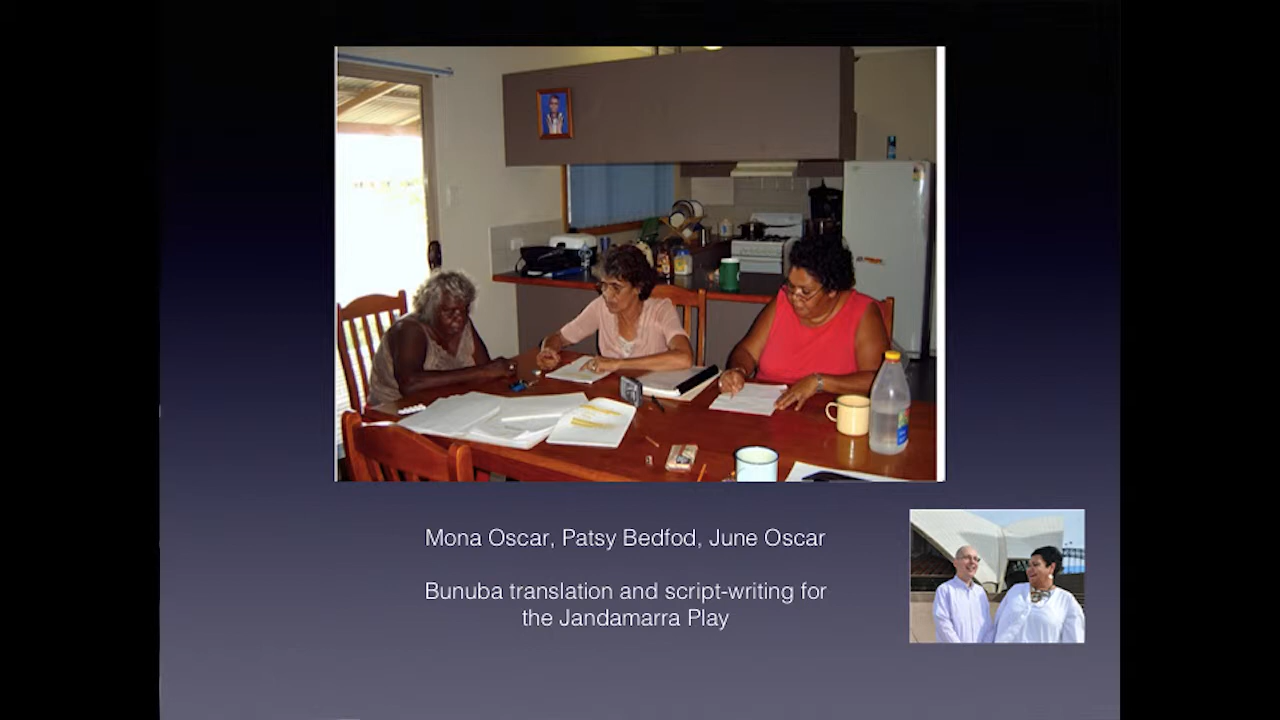 Mona Oscar, Patsy Bedfod, June Oscar
Bunuba translation and script-writing for
the Jandamarra Play